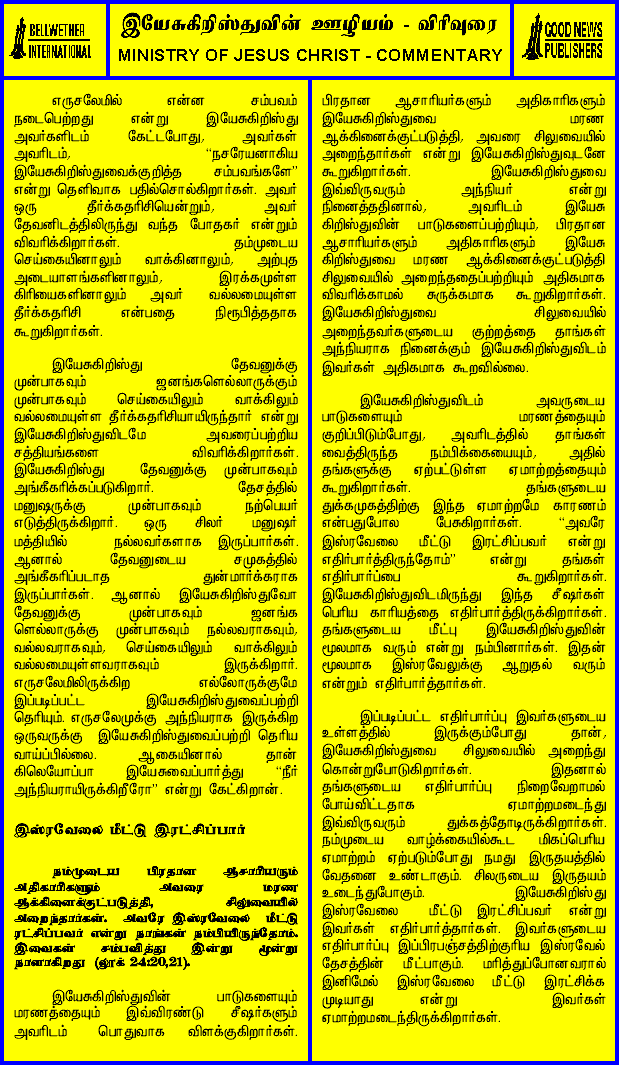 BELLWETHER
INTERNATIONAL
இயேசுகிறிஸ்துவின் ஊழியம் - விரிவுரை
MINISTRY OF JESUS CHRIST - COMMENTARY
GOOD NEWS
PUBLISHERS
எருசலேமில் என்ன சம்பவம்
நடைபெற்றது என்று இயேசுகிறிஸ்து
அவர்களிடம் கேட்டபோது, அவர்கள்
அவரிடம், “நசரேயனாகிய
இயேசுகிறிஸ்துவைக்குறித்த சம்பவங்களே”
என்று தெளிவாக பதில்சொல்கிறார்கள். அவர்
ஒரு தீர்க்கதரிசியென்றும், அவர்
தேவனிடத்திலிருந்து வந்த போதகர் என்றும்
விவரிக்கிறார்கள். தம்முடைய
செய்கையினாலும் வாக்கினாலும், அற்புத
அடையாளங்களினாலும், இரக்கமுள்ள
கிரியைகளினாலும் அவர் வல்லமையுள்ள
தீர்க்கதரிசி என்பதை நிரூபித்ததாக
கூறுகிறார்கள்.
இயேசுகிறிஸ்து தேவனுக்கு
முன்பாகவும் ஜனங்களெல்லாருக்கும்
முன்பாகவும் செய்கையிலும் வாக்கிலும்
வல்லமையுள்ள தீர்க்கதரிசியாயிருந்தார் என்று
இயேசுகிறிஸ்துவிடமே அவரைப்பற்றிய
சத்தியங்களை விவரிக்கிறார்கள்.
இயேசுகிறிஸ்து தேவனுக்கு முன்பாகவும்
அங்கீகரிக்கப்படுகிறார். தேசத்தில்
மனுஷருக்கு முன்பாகவும் நற்பெயர்
எடுத்திருக்கிறார். ஒரு சிலர் மனுஷர்
மத்தியில் நல்லவர்களாக இருப்பார்கள்.
ஆனால் தேவனுடைய சமுகத்தில்
அங்கீகரிப்படாத துன்மார்க்கராக
இருப்பார்கள். ஆனால் இயேசுகிறிஸ்துவோ
தேவனுக்கு முன்பாகவும் ஜனங்க
ளெல்லாருக்கு முன்பாகவும் நல்லவராகவும்,
வல்லவராகவும், செய்கையிலும் வாக்கிலும்
வல்லமையுள்ளவராகவும் இருக்கிறார்.
எருசலேமிலிருக்கிற எல்லோருக்குமே
இப்படிப்பட்ட இயேசுகிறிஸ்துவைப்பற்றி
தெரியும். எருசலேமுக்கு அந்நியராக இருக்கிற
ஒருவருக்கு இயேசுகிறிஸ்துவைப்பற்றி தெரிய
வாய்ப்பில்லை. ஆகையினால் தான்
கிலெயோப்பா இயேசுவைப்பார்த்து “நீர்
அந்நியராயிருக்கிறீரோ” என்று கேட்கிறான்.
இஸ்ரவேலை மீட்டு இரட்சிப்பார்
நம்முடைய பிரதான ஆசாரியரும்
அதிகாரிகளும் அவரை மரண
ஆக்கினைக்குட்படுத்தி, சிலுவையில்
அறைந்தார்கள். அவரே இஸ்ரவேலை மீட்டு
ரட்சிப்பவர் என்று நாங்கள் நம்பியிருந்தோம்.
இவைகள் சம்பவித்து இன்று மூன்று
நாளாகிறது (லூக் 24:20,21).
இயேசுகிறிஸ்துவின் பாடுகளையும்
மரணத்தையும் இவ்விரண்டு சீஷர்களும்
அவரிடம் பொதுவாக விளக்குகிறார்கள்.
பிரதான ஆசாரியர்களும் அதிகாரிகளும்
இயேசுகிறிஸ்துவை மரண
ஆக்கினைக்குட்படுத்தி, அவரை சிலுவையில்
அறைந்தார்கள் என்று இயேசுகிறிஸ்துவுடனே
கூறுகிறார்கள். இயேசுகிறிஸ்துவை
இவ்விருவரும் அந்நியர் என்று
நினைத்ததினால், அவரிடம் இயேசு
கிறிஸ்துவின் பாடுகளைப்பற்றியும், பிரதான
ஆசாரியர்களும் அதிகாரிகளும் இயேசு
கிறிஸ்துவை மரண ஆக்கினைக்குட்படுத்தி
சிலுவையில் அறைந்ததைப்பற்றியும் அதிகமாக
விவரிக்காமல் சுருக்கமாக கூறுகிறார்கள்.
இயேசுகிறிஸ்துவை சிலுவையில்
அறைந்தவர்களுடைய குற்றத்தை தாங்கள்
அந்நியராக நினைக்கும் இயேசுகிறிஸ்துவிடம்
இவர்கள் அதிகமாக கூறவில்லை.
இயேசுகிறிஸ்துவிடம் அவருடைய
பாடுகளையும் மரணத்தையும்
குறிப்பிடும்போது, அவரிடத்தில் தாங்கள்
வைத்திருந்த நம்பிக்கையையும், அதில்
தங்களுக்கு ஏற்பட்டுள்ள ஏமாற்றத்தையும்
கூறுகிறார்கள். தங்களுடைய
துக்கமுகத்திற்கு இந்த ஏமாற்றமே காரணம்
என்பதுபோல பேசுகிறார்கள். “அவரே
இஸ்ரவேலை மீட்டு இரட்சிப்பவர் என்று
எதிர்பார்த்திருந்தோம்” என்று தங்கள்
எதிர்பார்ப்பை கூறுகிறார்கள்.
இயேசுகிறிஸ்துவிடமிருந்து இந்த சீஷர்கள்
பெரிய காரியத்தை எதிர்பார்த்திருக்கிறார்கள்.
தங்களுடைய மீட்பு இயேசுகிறிஸ்துவின்
மூலமாக வரும் என்று நம்பினார்கள். இதன்
மூலமாக இஸ்ரவேலுக்கு ஆறுதல் வரும்
என்றும் எதிர்பார்த்தார்கள்.
இப்படிப்பட்ட எதிர்பார்ப்பு இவர்களுடைய
உள்ளத்தில் இருக்கும்போது தான்,
இயேசுகிறிஸ்துவை சிலுவையில் அறைந்து
கொன்றுபோடுகிறார்கள். இதனால்
தங்களுடைய எதிர்பார்ப்பு நிறைவேறாமல்
போய்விட்டதாக ஏமாற்றமடைந்து
இவ்விருவரும் துக்கத்தோடிருக்கிறார்கள்.
நம்முடைய வாழ்க்கையில்கூட மிகப்பெரிய
ஏமாற்றம் ஏற்படும்போது நமது இருதயத்தில்
வேதனை உண்டாகும். சிலருடைய இருதயம்
உடைந்துபோகும். இயேசுகிறிஸ்து
இஸ்ரவேலை மீட்டு இரட்சிப்பவர் என்று
இவர்கள் எதிர்பார்த்தார்கள். இவர்களுடைய
எதிர்பார்ப்பு இப்பிரபஞ்சத்திற்குரிய இஸ்ரவேல்
தேசத்தின் மீட்பாகும். மரித்துப்போனவரால்
இனிமேல் இஸ்ரவேலை மீட்டு இரட்சிக்க
முடியாது என்று இவர்கள்
ஏமாற்றமடைந்திருக்கிறார்கள்.